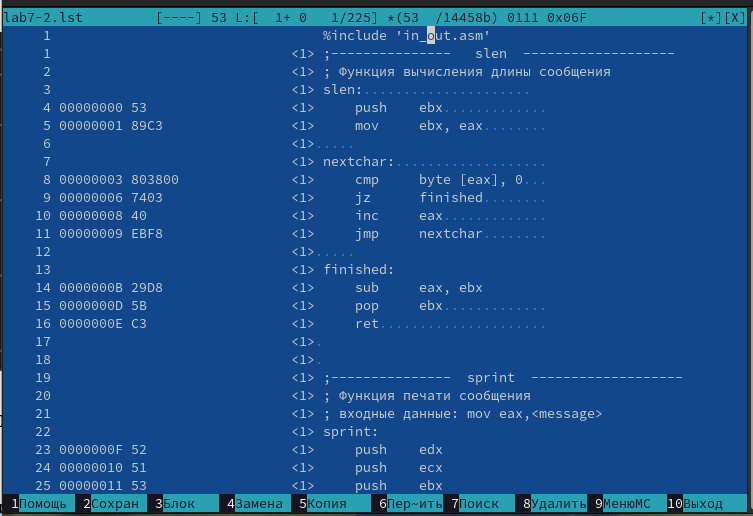 lab7-2.lst [----] 53 L:[ 1+ 0 1/225] *(53 /14458b) 0111 0x06F [*][X]
1 %include 'in_out.asm'
1 <1> ;--------------- slen -------------------
2 <1> ; Функция вычисления длины сообщения
3 <1> slen:.....................
4 00000000 53 <1> push ebx.............
5 00000001 89C3 <1> mov ebx, eax........
6 <1>.....
7 <1> nextchar:...................
8 00000003 803800 <1> cmp byte [eax], 0...
9 00000006 7403 <1> jz finished........
10 00000008 40 <1> inc eax.............
11 00000009 EBF8 <1> jmp nextchar........
12 <1>.....
13 <1> finished:
14 0000000B 29D8 <1> sub eax, ebx
15 0000000D 5B <1> pop ebx.............
16 0000000E C3 <1> ret.....................
17 <1>.
18 <1>.
19 <1> ;--------------- sprint -------------------
20 <1> ; Функция печати сообщения
21 <1> ; входные данные: mov eax,<message>
22 <1> sprint:
23 0000000F 52 <1> push edx
24 00000010 51 <1> push ecx
25 00000011 53 <1> push ebx
1Помощь 2Сохран 3Блок 4Замена 5Копия 6Пер~ить 7Поиск 8Удалить 9МенюMC 10Выход